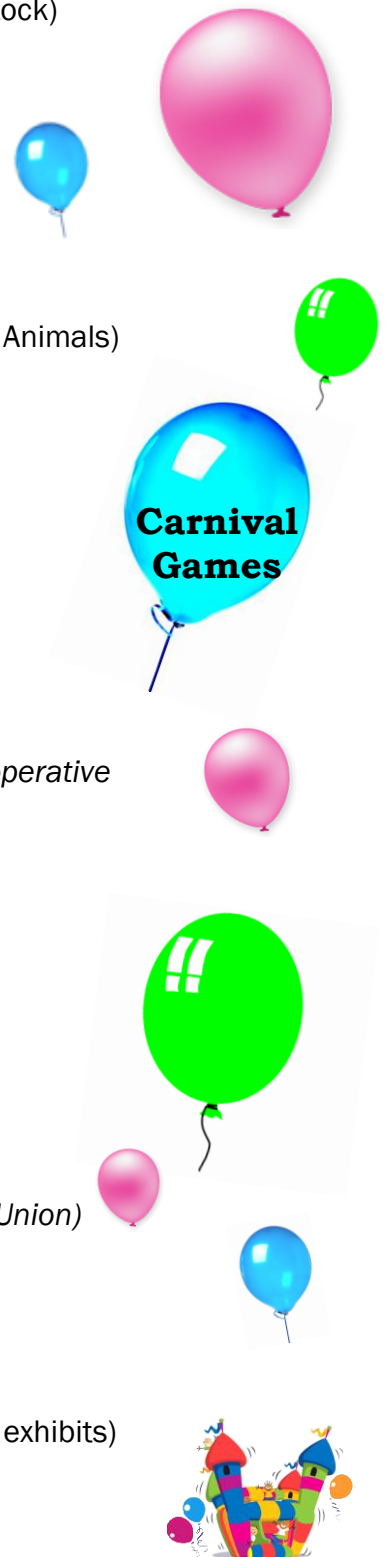 ock)
Animals)
Carnival
Games
perative
Union)
exhibits)